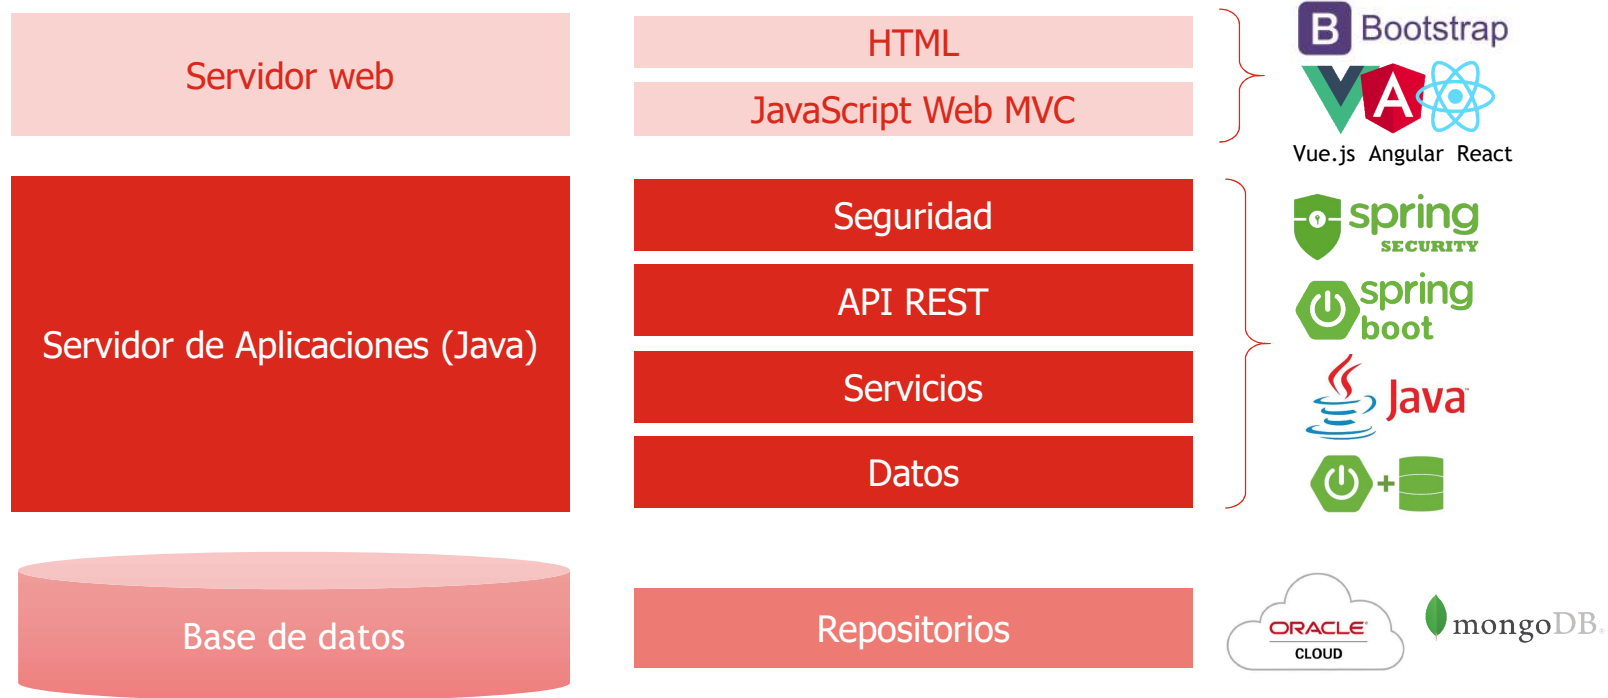 Servidor web
HTML
JavaScript Web MVC
B Bootstrap
A
Vue.js Angular React
Servidor de Aplicaciones (Java)
Seguridad
API REST
Servicios
Datos
spring
SECURITY
spring
boot
Java
+
Base de datos
Repositorios
ORACLE
CLOUD
mongoDB